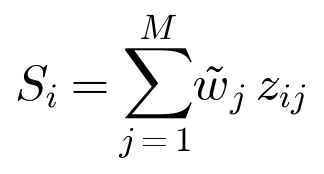 $S_i = \sum_{j=1}^{M} \tilde{w}_j \, z_{ij}$